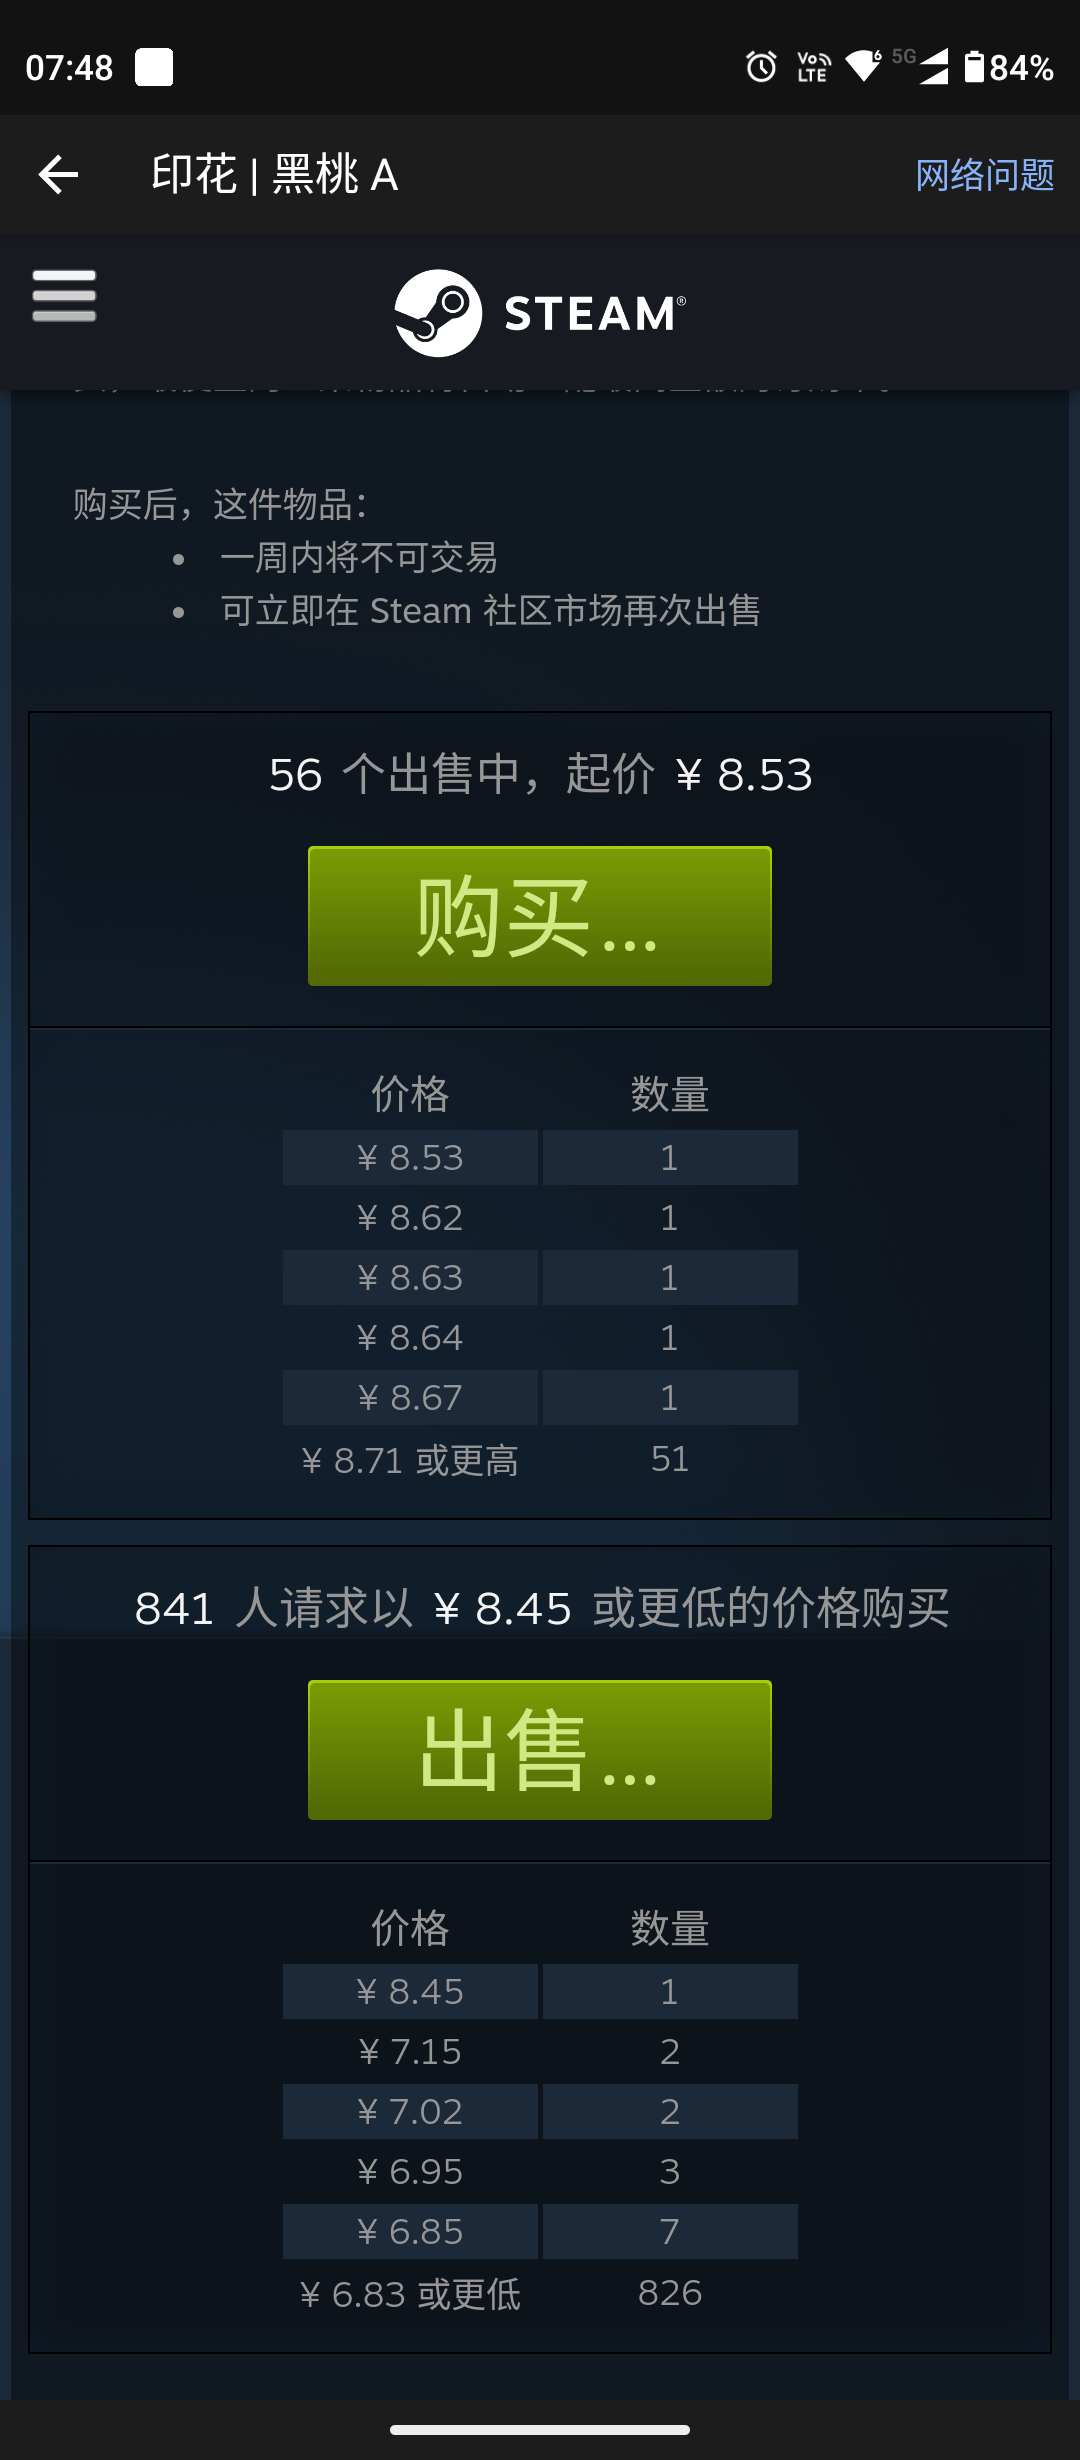 07:48
Vo LTE 6 5G 84%
印花 | 黑桃 A
网络问题
STEAM®
购买后，这件物品：
• 一周内将不可交易
• 可立即在 Steam 社区市场再次出售
56 个出售中，起价 ¥ 8.53
购买...
价格 数量
¥ 8.53 1
¥ 8.62 1
¥ 8.63 1
¥ 8.64 1
¥ 8.67 1
¥ 8.71 或更高 51
841 人请求以 ¥ 8.45 或更低的价格购买
出售...
价格 数量
¥ 8.45 1
¥ 7.15 2
¥ 7.02 2
¥ 6.95 3
¥ 6.85 7
¥ 6.83 或更低 826